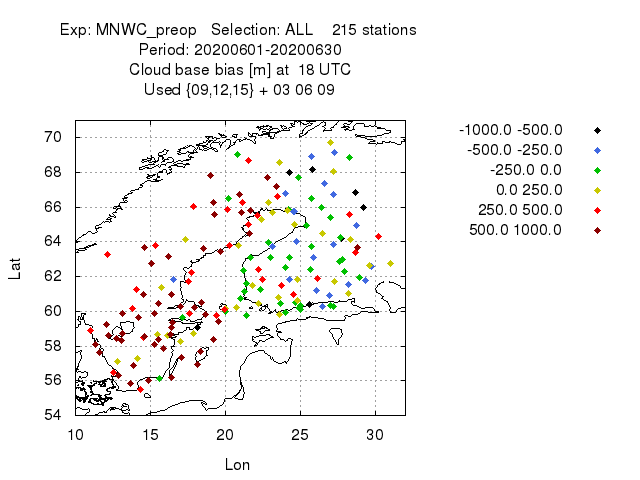 Exp: MNWC_preop Selection: ALL 215 stations
Period: 20200601-20200630
Cloud base bias [m] at 18 UTC
Used {09,12,15} + 03 06 09
70
68
66
64
62
60
58
56
54
10 15 20 25 30
Lat
Lon
-1000.0 -500.0
-500.0 -250.0
-250.0 0.0
0.0 250.0
250.0 500.0
500.0 1000.0